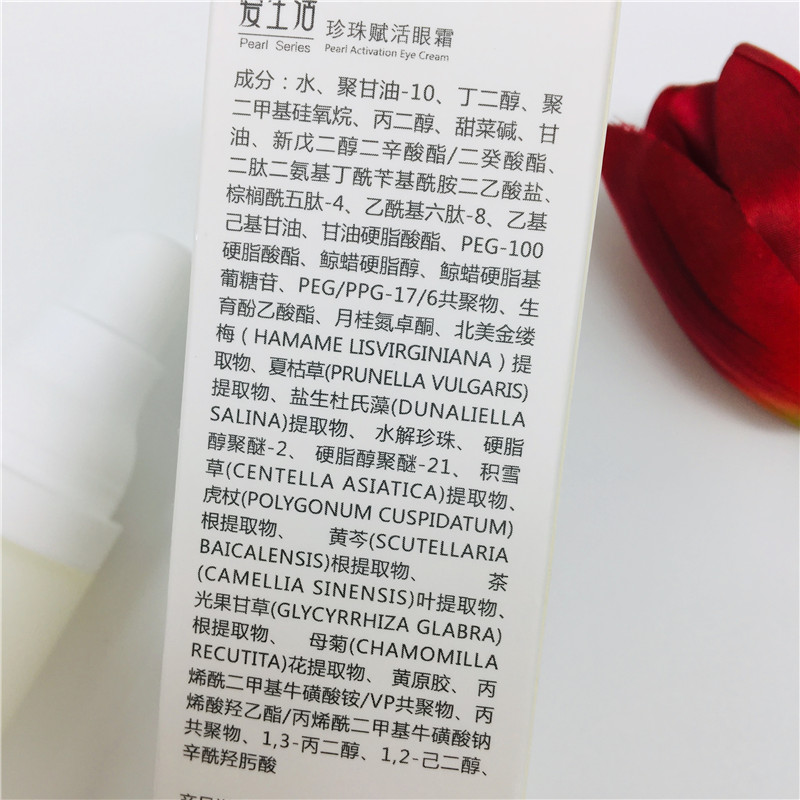 爱生活 珍珠赋活眼霜
Pearl Series Pearl Activation Eye Cream
成分：水、聚甘油-10、丁二醇、聚
二甲基硅氧烷、丙二醇、甜菜碱、甘
油、新戊二醇二辛酸酯/二癸酸酯、
二肽二氨基丁酰苄基酰胺二乙酸盐、
棕榈酰五肽-4、乙酰基六肽-8、乙基
己基甘油、甘油硬脂酸酯、PEG-100
硬脂酸酯、鲸蜡硬脂醇、鲸蜡硬脂基
葡糖苷、PEG/PPG-17/6共聚物、生
育酚乙酸酯、月桂氮卓酮、北美金缕
梅（HAMAME LISVIRGINIANA）提
取物、夏枯草(PRUNELLA VULGARIS)
提取物、盐生杜氏藻(DUNALIELLA
SALINA)提取物、 水解珍珠、 硬脂
醇聚醚-2、 硬脂醇聚醚-21、 积雪
草(CENTELLA ASIATICA)提取物、
虎杖(POLYGONUM CUSPIDATUM)
根提取物、 黄芩(SCUTELLARIA
BAICALENSIS)根提取物、 茶
(CAMELLIA SINENSIS)叶提取物、
光果甘草(GLYCYRRHIZA GLABRA)
根提取物、 母菊(CHAMOMILLA
RECUTITA)花提取物、 黄原胶、 丙
烯酰二甲基牛磺酸铵/VP共聚物、丙
烯酸羟乙酯/丙烯酰二甲基牛磺酸钠
共聚物、1,3-丙二醇、1,2-己二醇、
辛酰羟肟酸